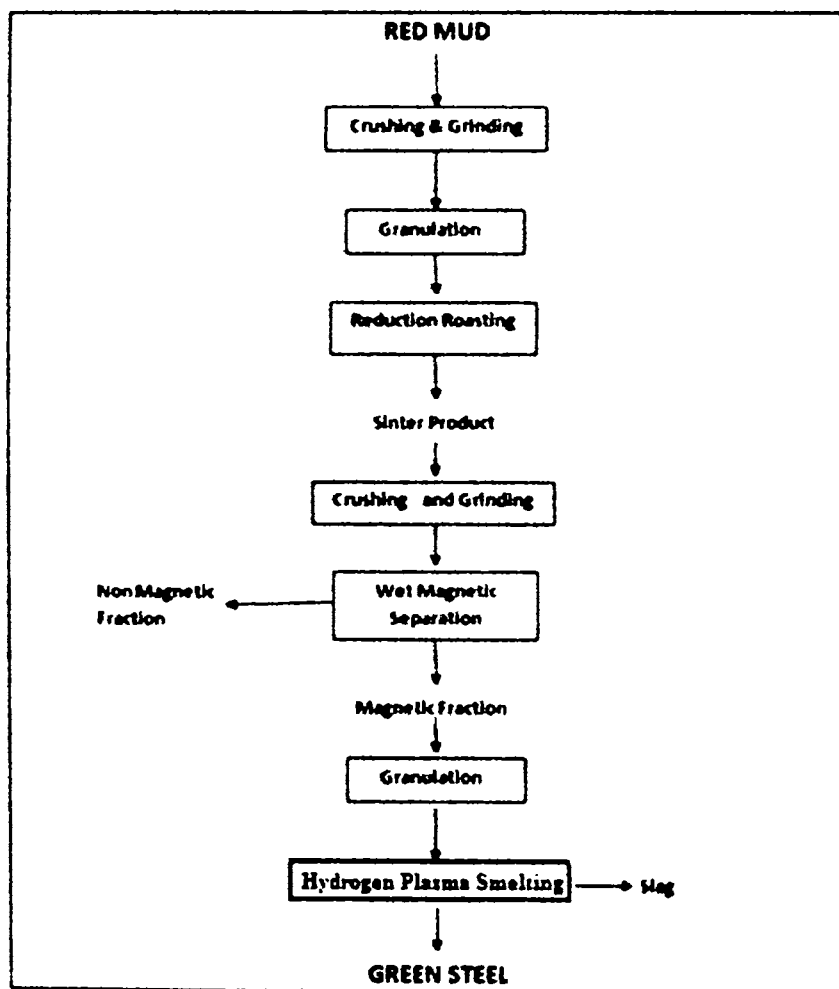 RED MUD
Crushing & Grinding
Granulation
Reduction Roasting
Sinter Product
Crushing and Grinding
Non Magnetic
Fraction
Wet Magnetic
Separation
Magnetic Fraction
Granulation
Hydrogen Plasma Smelting
Slag
GREEN STEEL